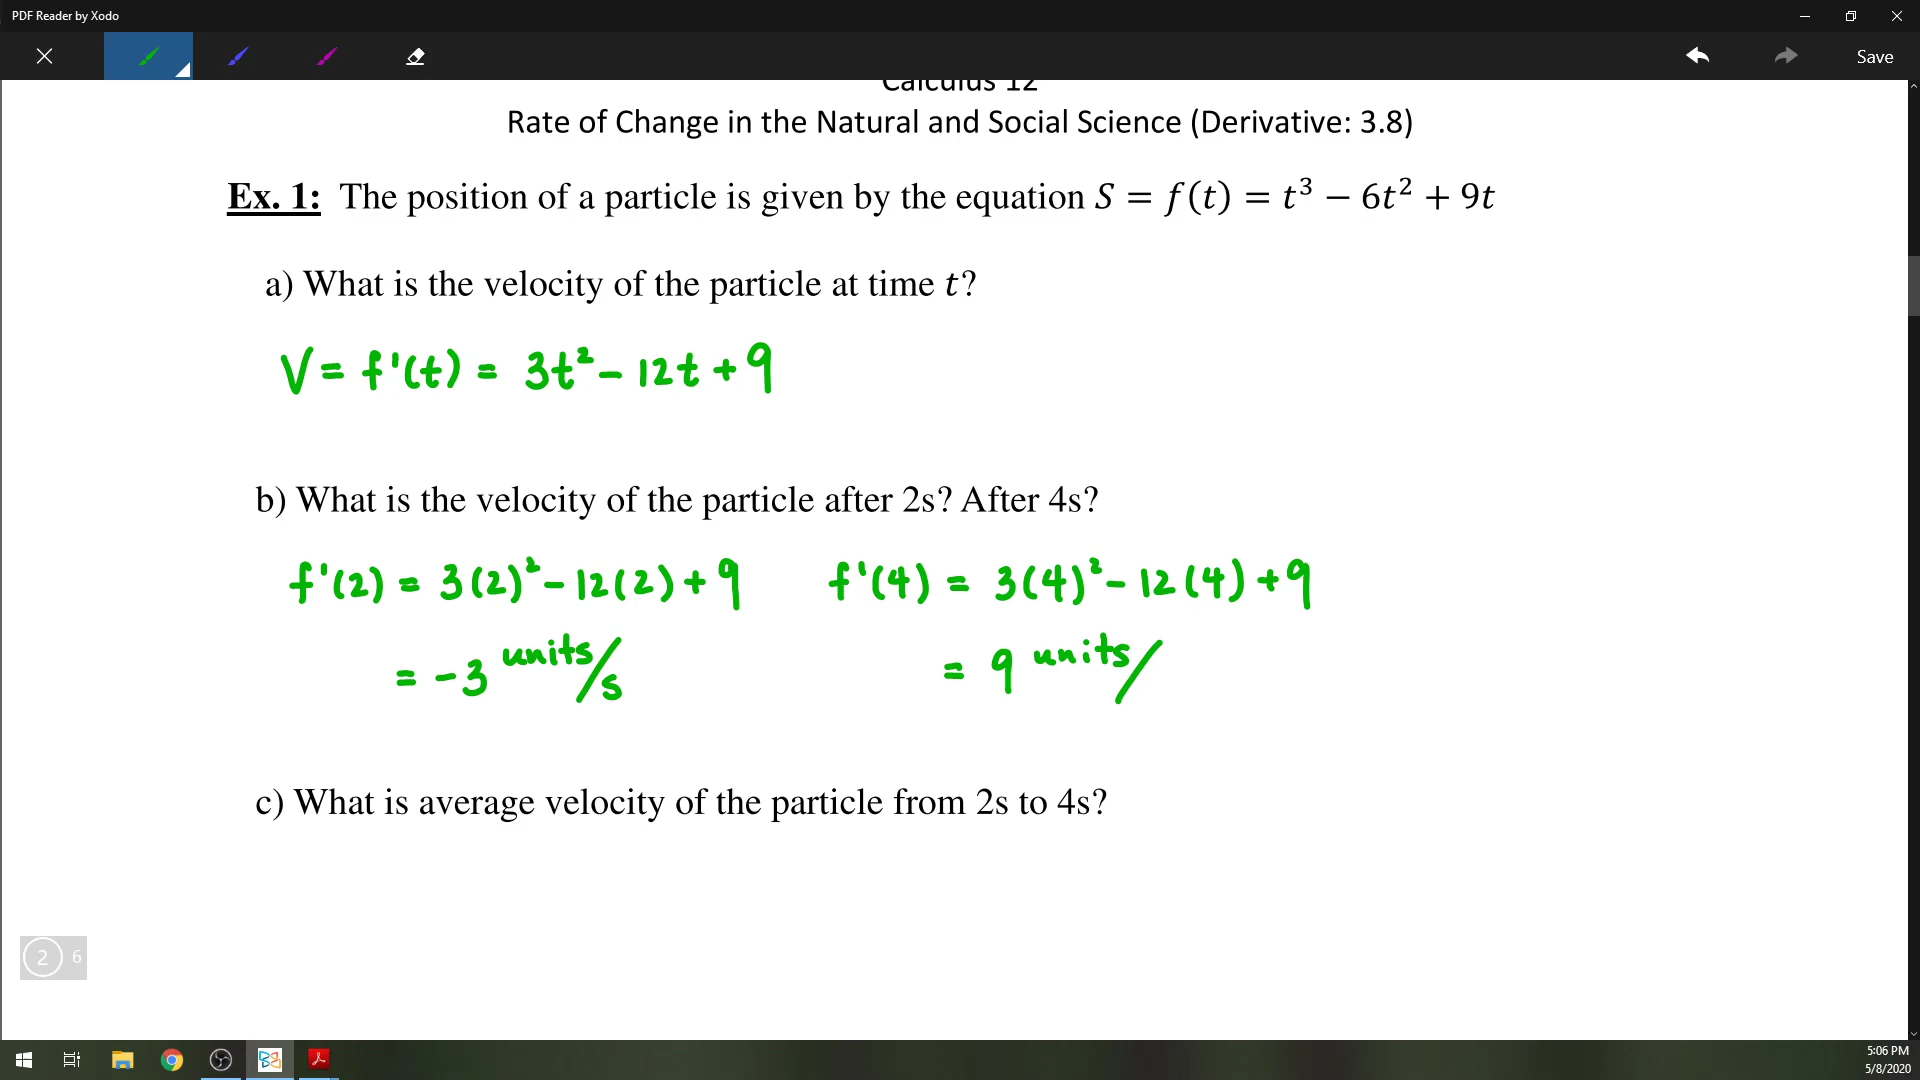 PDF Reader by Xodo
Save
Calculus 12
Rate of Change in the Natural and Social Science (Derivative: 3.8)
Ex. 1: The position of a particle is given by the equation S = f(t) = t³ − 6t² + 9t
a) What is the velocity of the particle at time t?
V = f'(t) = 3t² − 12t + 9
b) What is the velocity of the particle after 2s? After 4s?
f'(2) = 3(2)² − 12(2) + 9 f'(4) = 3(4)² − 12(4) + 9
= −3 units/s = 9 units/
c) What is average velocity of the particle from 2s to 4s?
2 6
5:06 PM
5/8/2020